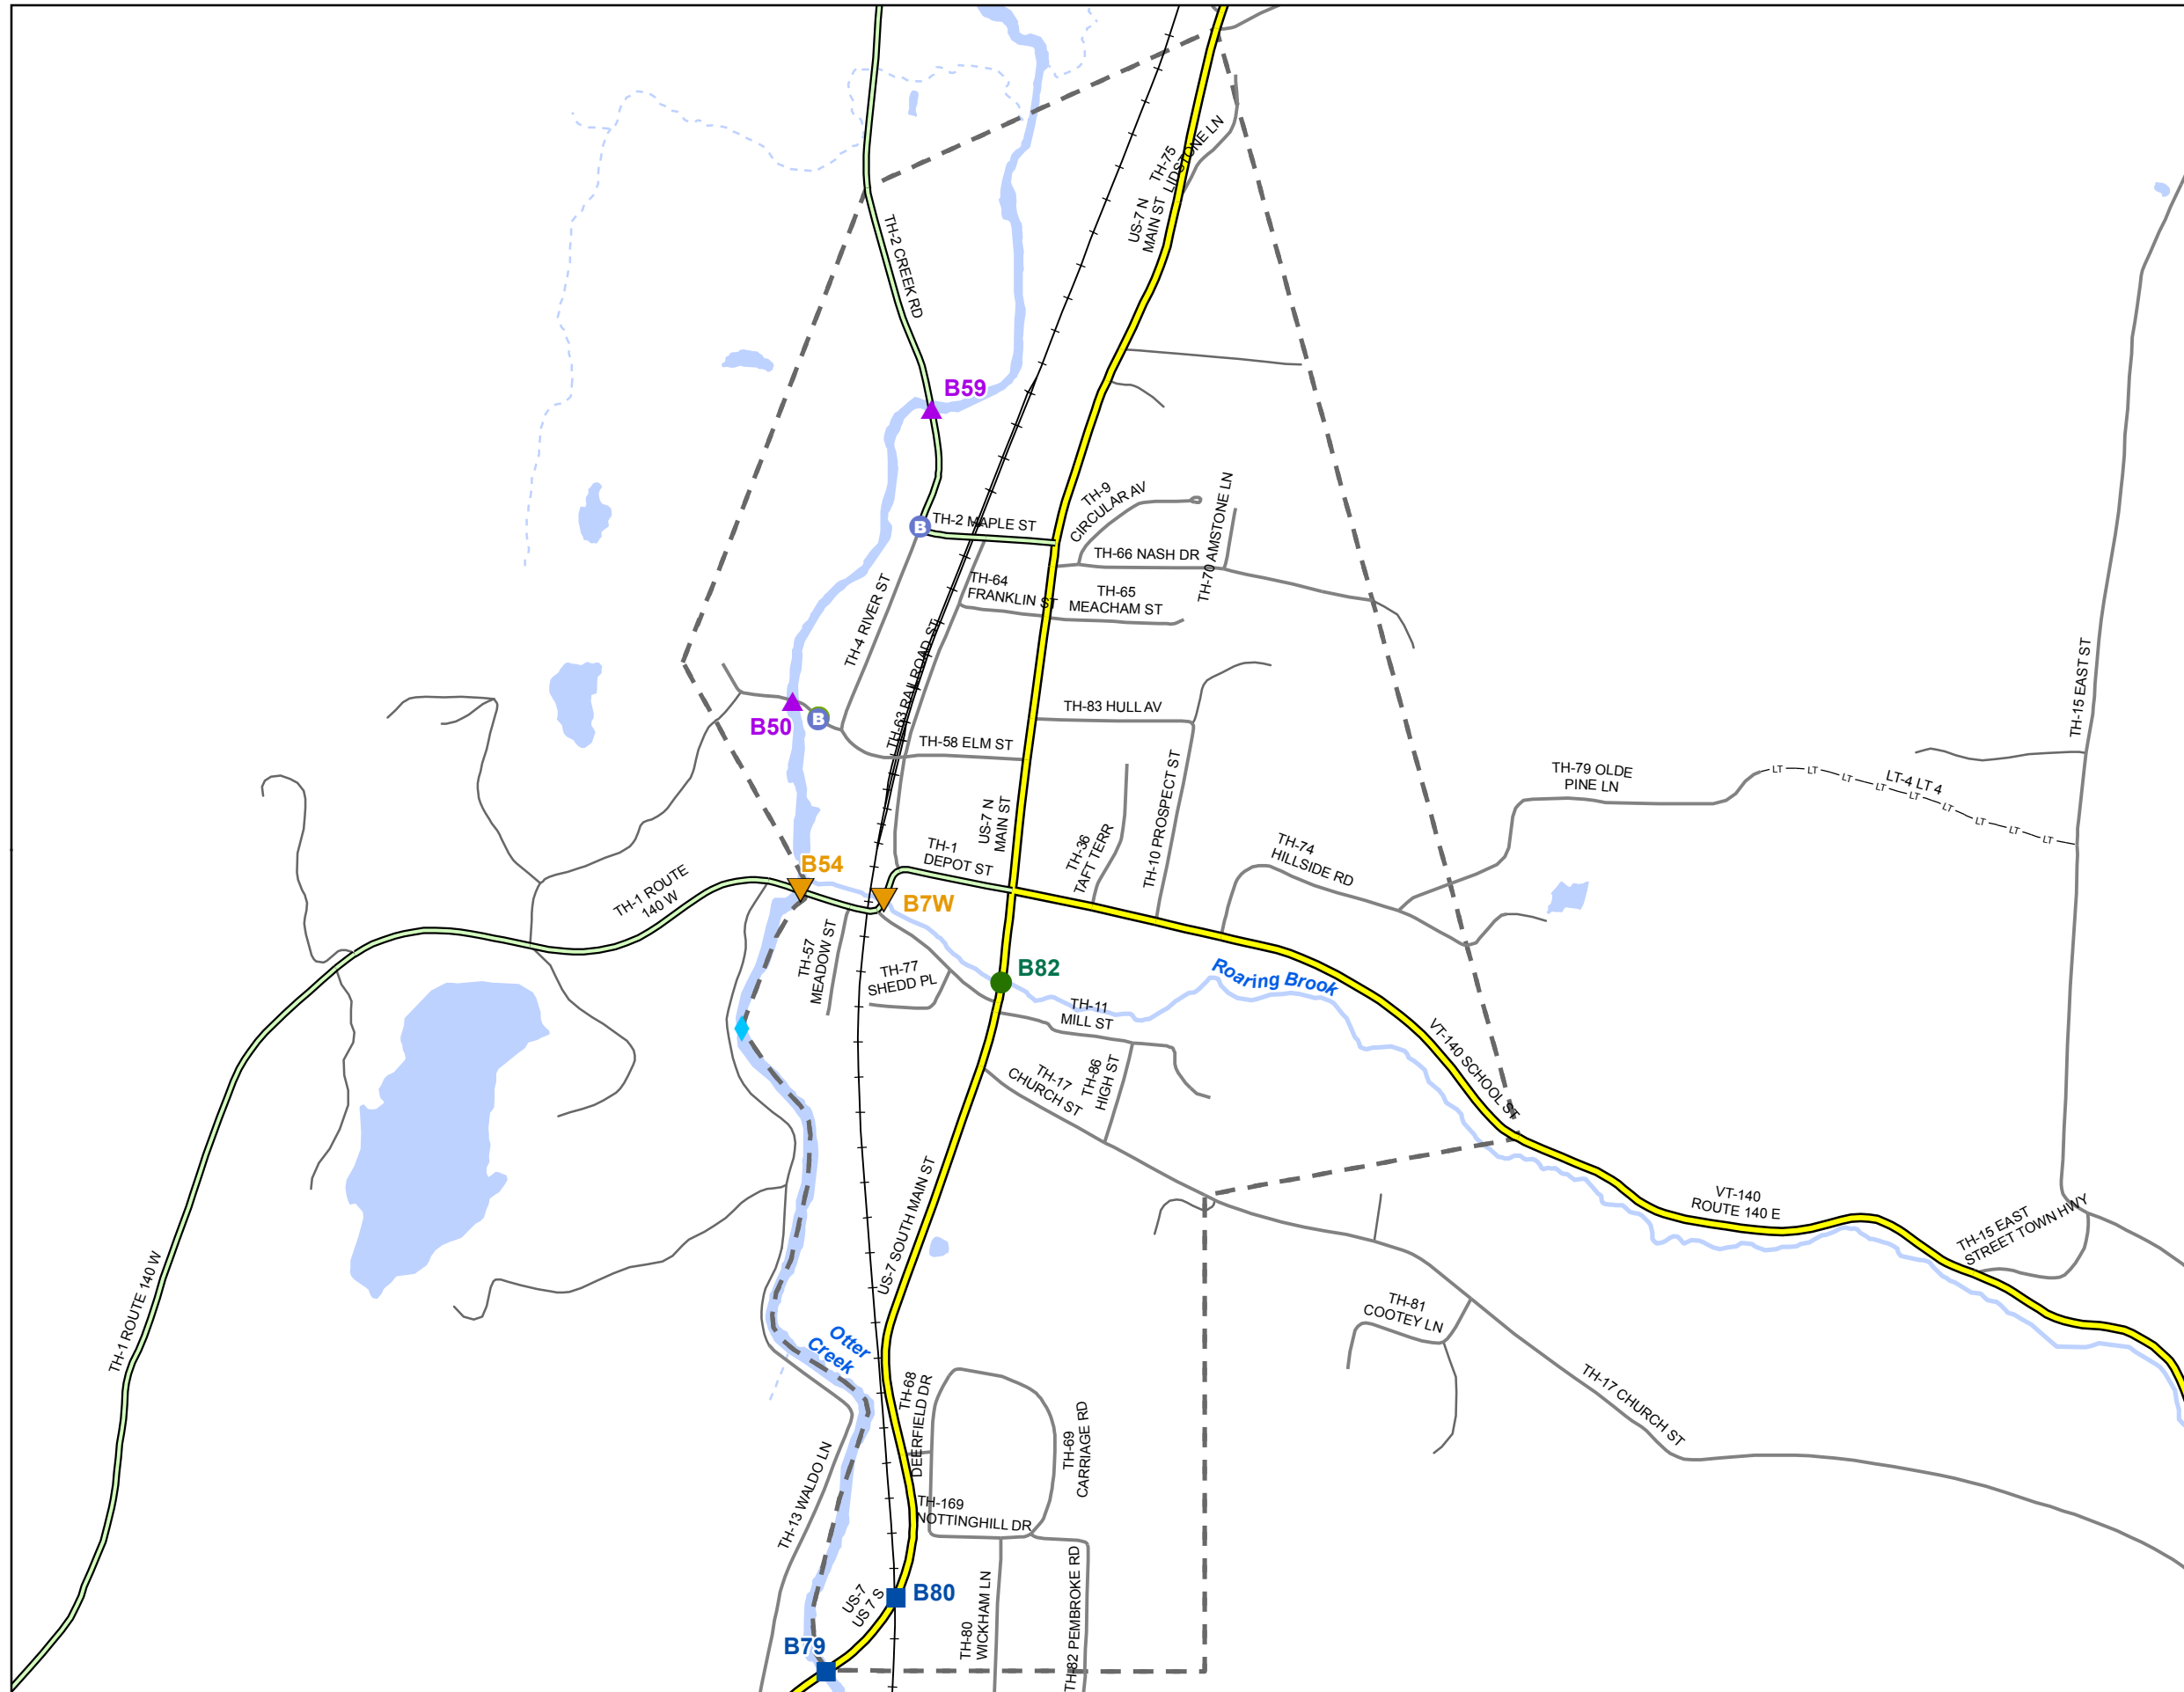 TH-75
LIDSTONE LN
US-7 N
MAIN ST
TH-2 CREEK RD
B59
TH-9
CIRCULAR AV
TH-70 AMSTONE LN
B
TH-2 MAPLE ST
TH-66 NASH DR
TH-64
FRANKLIN ST
TH-65
MEACHAM ST
TH-4 RIVER ST
TH-63 RAILROAD ST
TH-15 EAST ST
B50
B
TH-83 HULL AV
TH-58 ELM ST
TH-10 PROSPECT ST
TH-79 OLDE
PINE LN
LT
LT
LT
LT
LT
LT
LT
LT
LT
LT-4 LT 4
US-7 N
MAIN ST
TH-36
TAFT TERR
TH-1
DEPOT ST
TH-74
HILLSIDE RD
B54
TH-1 ROUTE
140 W
B7W
TH-57
MEADOW ST
TH-77
SHEDD PL
B82
Roaring Brook
TH-11
MILL ST
TH-86
HIGH ST
TH-17
CHURCH ST
VT-140 SCHOOL ST
US-7 SOUTH MAIN ST
VT-140
ROUTE 140 E
TH-15 EAST
STREET TOWN HWY
TH-1 ROUTE 140 W
Otter
Creek
TH-81
COOTEY LN
TH-17 CHURCH ST
TH-68
DEERFIELD DR
TH-69
CARRIAGE RD
TH-13 WALDO LN
TH-169
NOTTINGHILL DR
US-7
US 7 S
B80
TH-80
WICKHAM LN
TH-82 PEMBROKE RD
B79